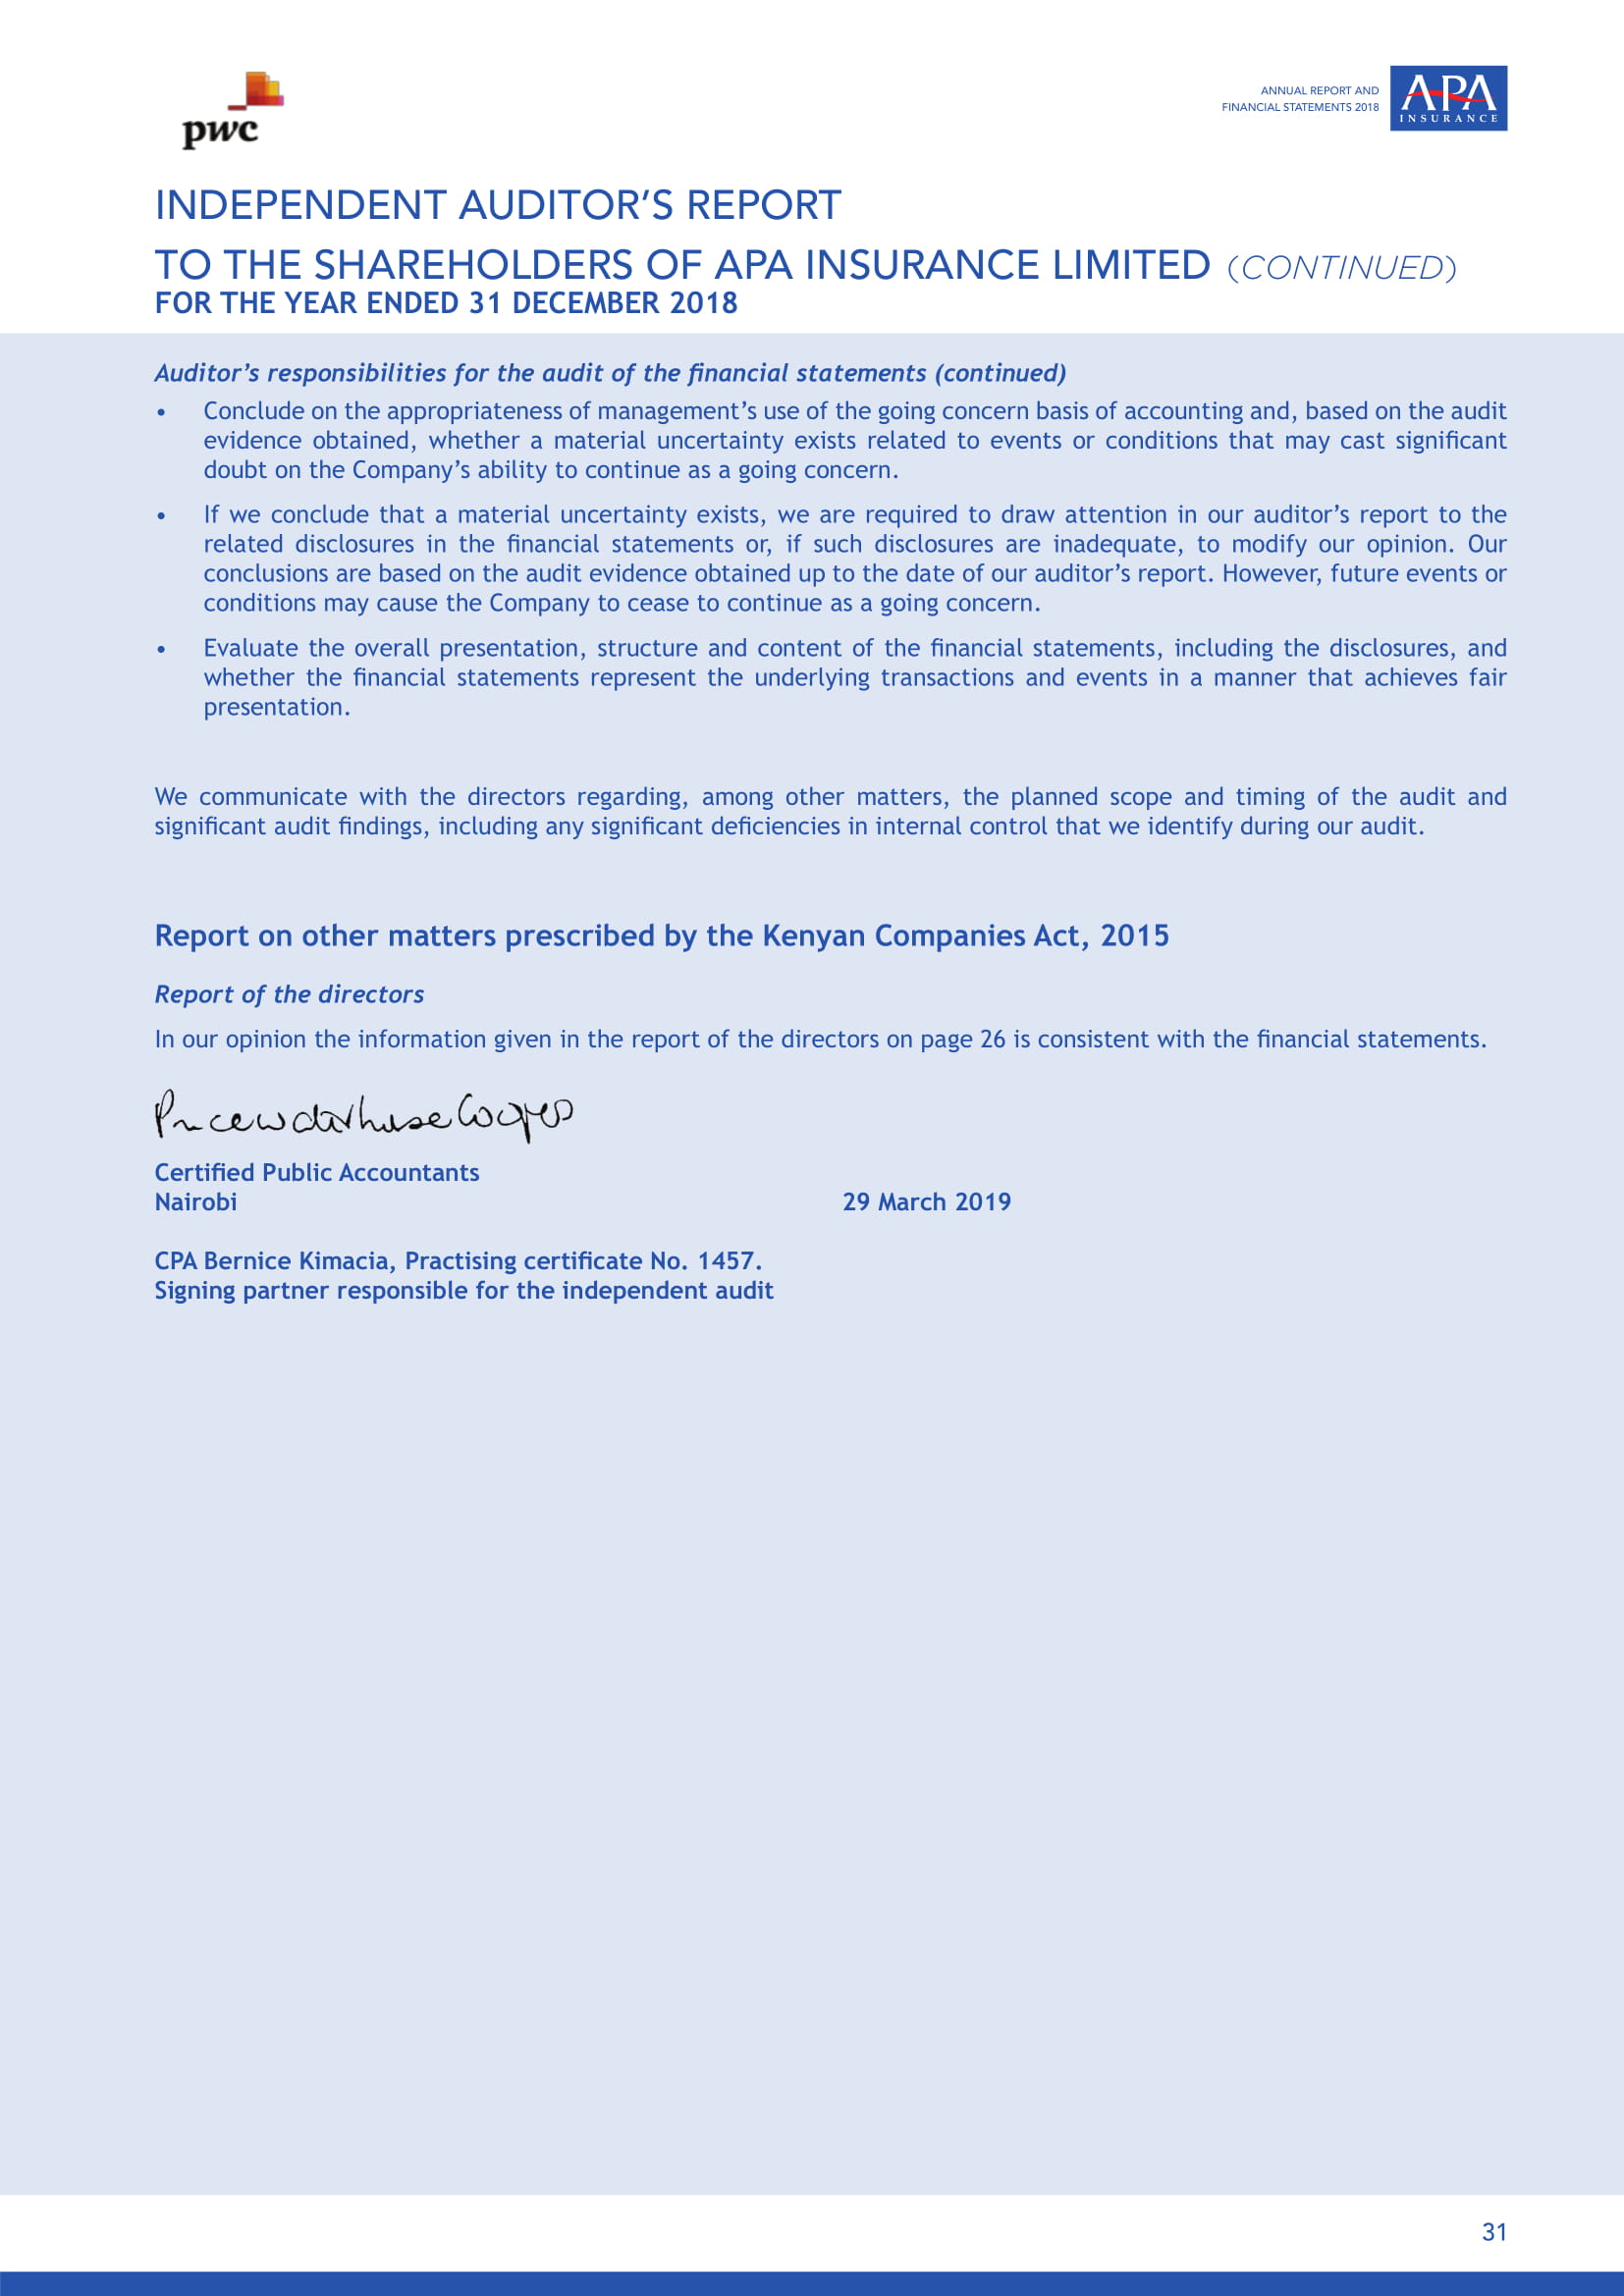 pwc
ANNUAL REPORT AND
FINANCIAL STATEMENTS 2018
APA
INSURANCE
INDEPENDENT AUDITOR’S REPORT
TO THE SHAREHOLDERS OF APA INSURANCE LIMITED (CONTINUED)
FOR THE YEAR ENDED 31 DECEMBER 2018
Auditor’s responsibilities for the audit of the financial statements (continued)
• Conclude on the appropriateness of management’s use of the going concern basis of accounting and, based on the audit
evidence obtained, whether a material uncertainty exists related to events or conditions that may cast significant
doubt on the Company’s ability to continue as a going concern.
• If we conclude that a material uncertainty exists, we are required to draw attention in our auditor’s report to the
related disclosures in the financial statements or, if such disclosures are inadequate, to modify our opinion. Our
conclusions are based on the audit evidence obtained up to the date of our auditor’s report. However, future events or
conditions may cause the Company to cease to continue as a going concern.
• Evaluate the overall presentation, structure and content of the financial statements, including the disclosures, and
whether the financial statements represent the underlying transactions and events in a manner that achieves fair
presentation.
We communicate with the directors regarding, among other matters, the planned scope and timing of the audit and
significant audit findings, including any significant deficiencies in internal control that we identify during our audit.
Report on other matters prescribed by the Kenyan Companies Act, 2015
Report of the directors
In our opinion the information given in the report of the directors on page 26 is consistent with the financial statements.
PricewaterhouseCoopers
Certified Public Accountants
Nairobi 29 March 2019
CPA Bernice Kimacia, Practising certificate No. 1457.
Signing partner responsible for the independent audit
31